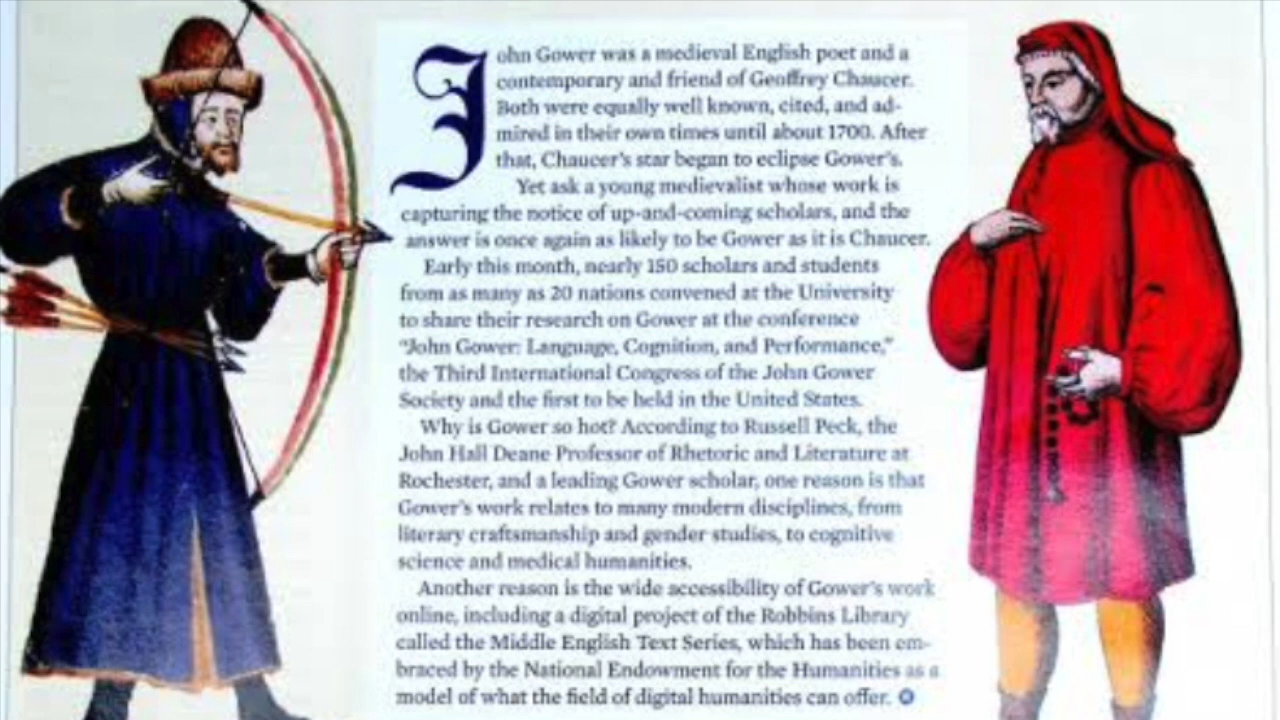 John Gower was a medieval English poet and a
contemporary and friend of Geoffrey Chaucer.
Both were equally well known, cited, and ad-
mired in their own times until about 1700. After
that, Chaucer's star began to eclipse Gower's.
Yet ask a young medievalist whose work is
capturing the notice of up-and-coming scholars, and the
answer is once again as likely to be Gower as it is Chaucer.
Early this month, nearly 150 scholars and students
from as many as 20 nations convened at the University
to share their research on Gower at the conference
“John Gower: Language, Cognition, and Performance,”
the Third International Congress of the John Gower
Society and the first to be held in the United States.
Why is Gower so hot? According to Russell Peck, the
John Hall Deane Professor of Rhetoric and Literature at
Rochester, and a leading Gower scholar, one reason is that
Gower's work relates to many modern disciplines, from
literary craftsmanship and gender studies, to cognitive
science and medical humanities.
Another reason is the wide accessibility of Gower's work
online, including a digital project of the Robbins Library
called the Middle English Text Series, which has been em-
braced by the National Endowment for the Humanities as a
model of what the field of digital humanities can offer.